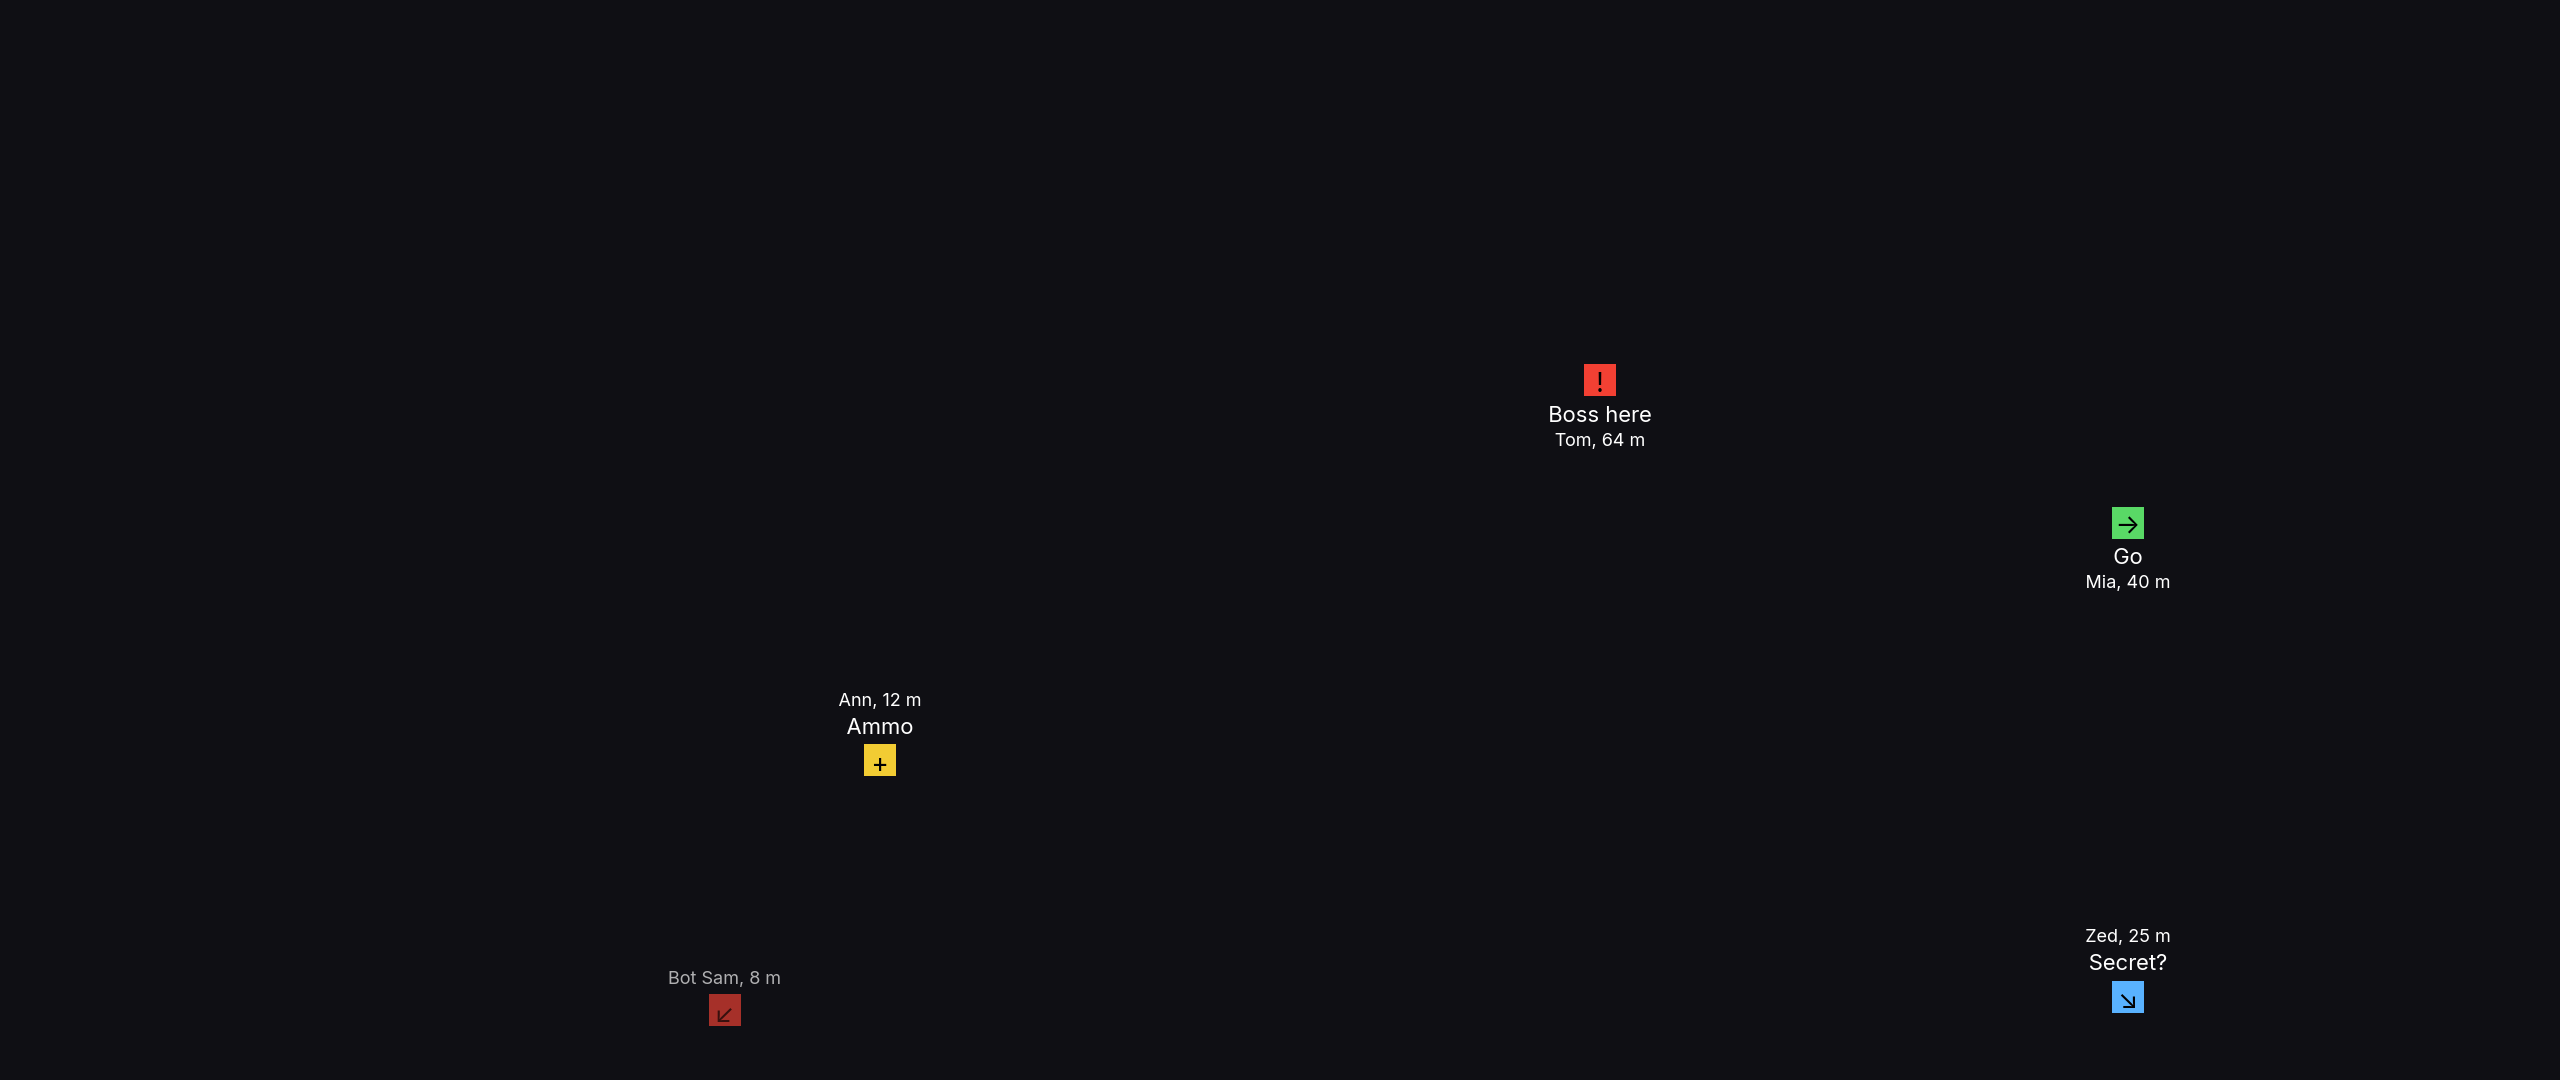 !
Boss here
Tom, 64 m
→
Go
Mia, 40 m
Ann, 12 m
Ammo
+
Zed, 25 m
Secret?
↘
Bot Sam, 8 m
↙